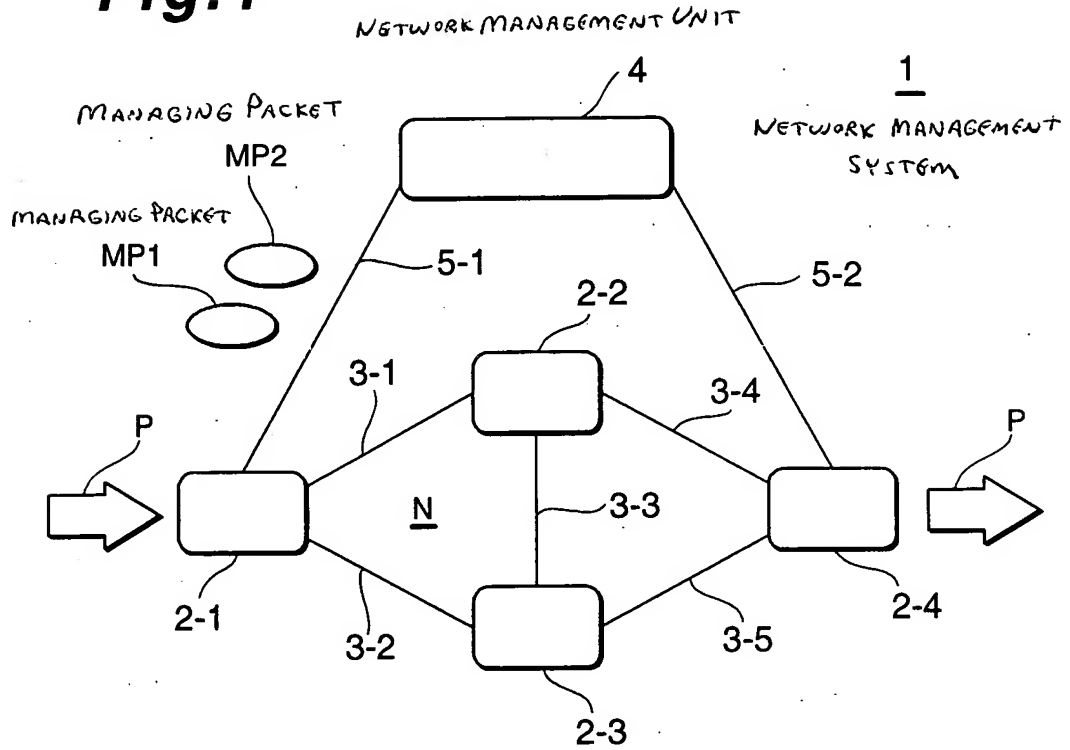 Fig.1
NETWORK MANAGEMENT UNIT
4
1
MANAGING PACKET
NETWORK MANAGEMENT
SYSTEM
MP2
MANAGING PACKET
MP1
5-1
5-2
2-2
3-1
3-4
P
P
N
3-3
2-1
2-4
3-2
3-5
2-3